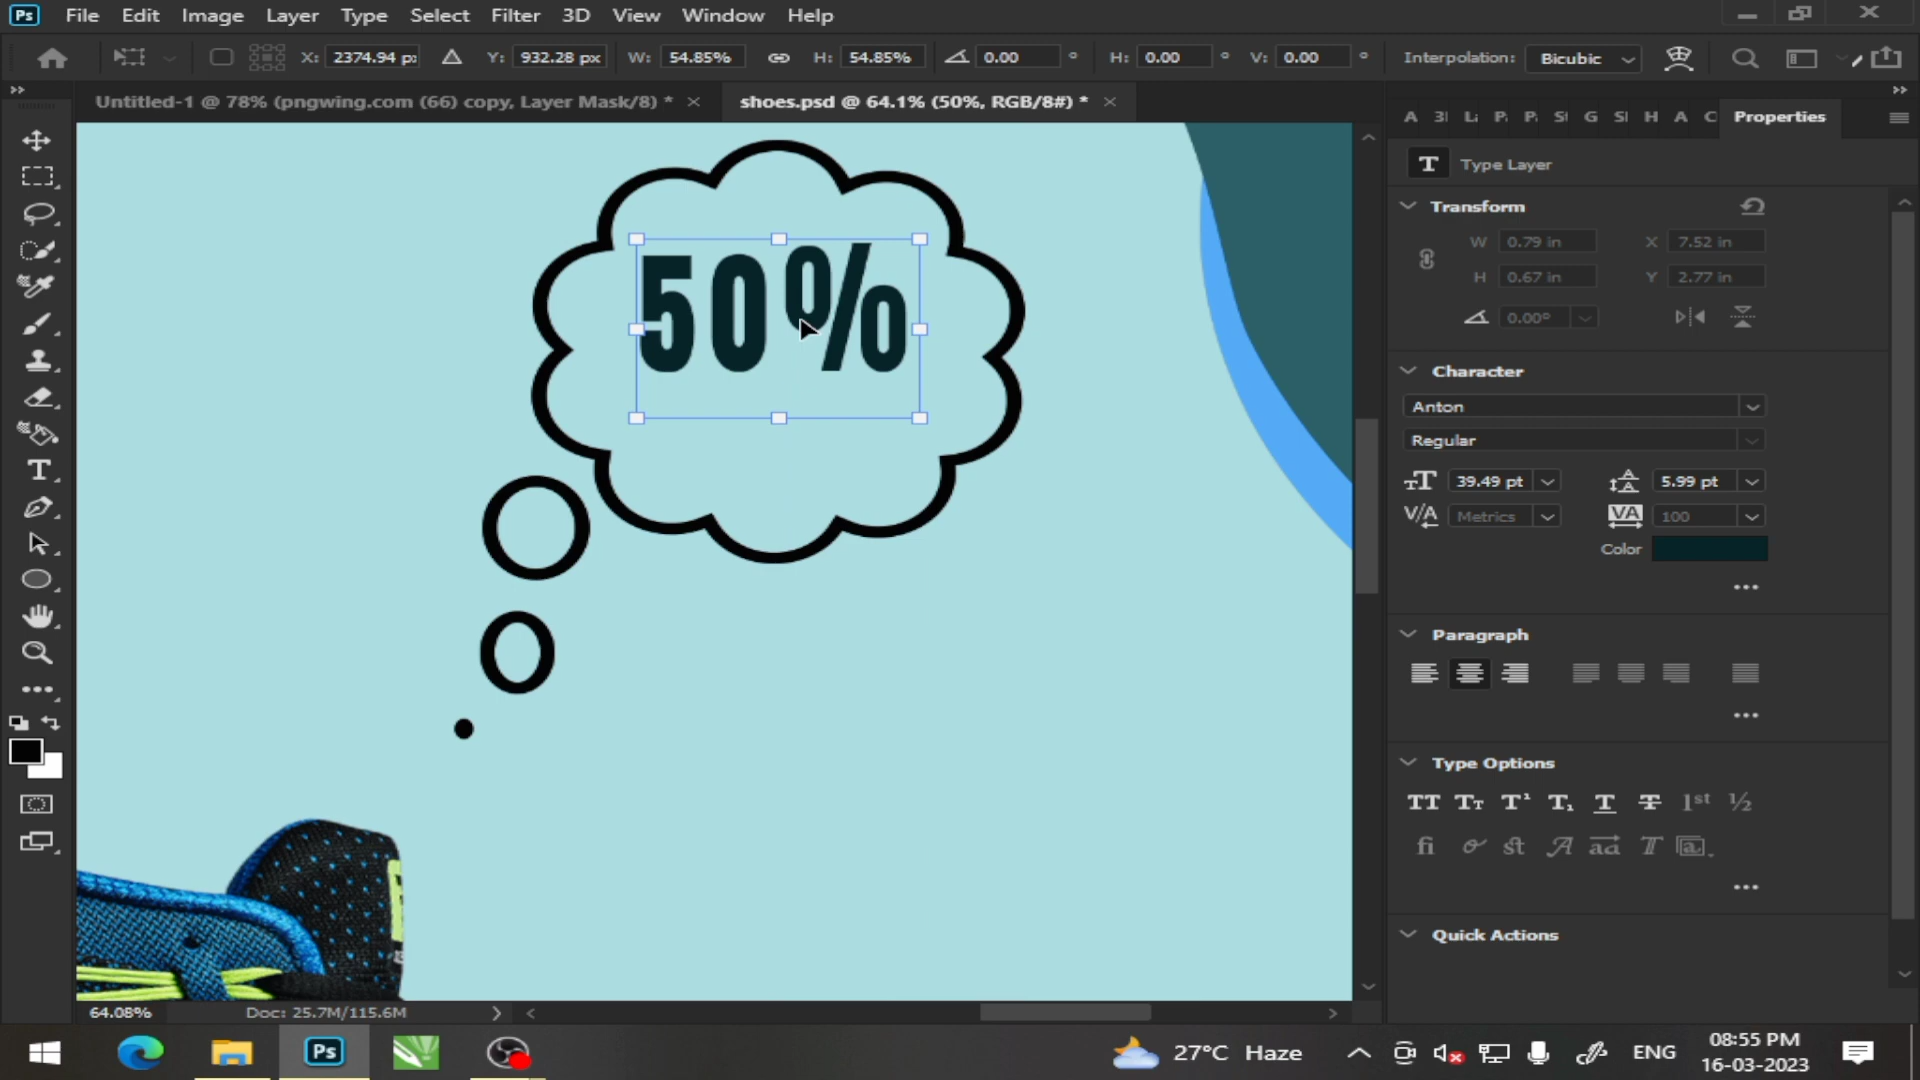 Ps File Edit Image Layer Type Select Filter 3D View Window Help
X: 2374.94 p: Y: 932.28 px W: 54.85% H: 54.85% 0.00 ° H: 0.00 ° V: 0.00 ° Interpolation: Bicubic
Untitled-1 @ 78% (pngwing.com (66) copy, Layer Mask/8) * × shoes.psd @ 64.1% (50%, RGB/8#) * ×
Properties
Type Layer
Transform
W 0.79 in X 7.52 in
H 0.67 in Y 2.77 in
0.00°
Character
Anton
Regular
39.49 pt 5.99 pt
Metrics 100
Color
Paragraph
Type Options
TT Tt T¹ T₁ T T 1st ½
fi st A aa T a
Quick Actions
50%
64.08% Doc: 25.7M/115.6M
Ps
27°C Haze
ENG
08:55 PM
16-03-2023